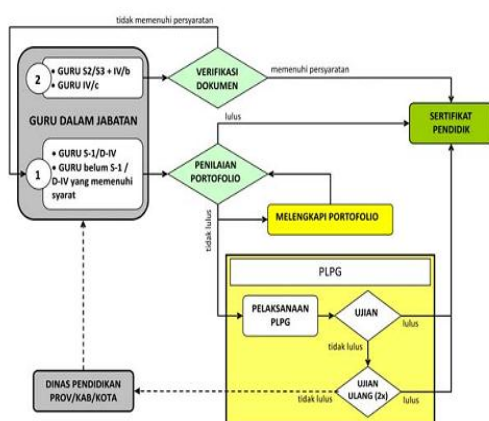 tidak memenuhi persyaratan
2
• GURU S2/S3 + IV/b
• GURU IV/c
VERIFIKASI
DOKUMEN
memenuhi persyaratan
GURU DALAM JABATAN
lulus
SERTIFIKAT
PENDIDIK
1
• GURU S-1/D-IV
• GURU belum S-1 /
D-IV yang memenuhi
syarat
PENILAIAN
PORTOFOLIO
MELENGKAPI PORTOFOLIO
tidak lulus
PLPG
PELAKSANAAN
PLPG
UJIAN
lulus
tidak lulus
DINAS PENDIDIKAN
PROV/KAB/KOTA
tidak lulus
UJIAN
ULANG (2x)
lulus